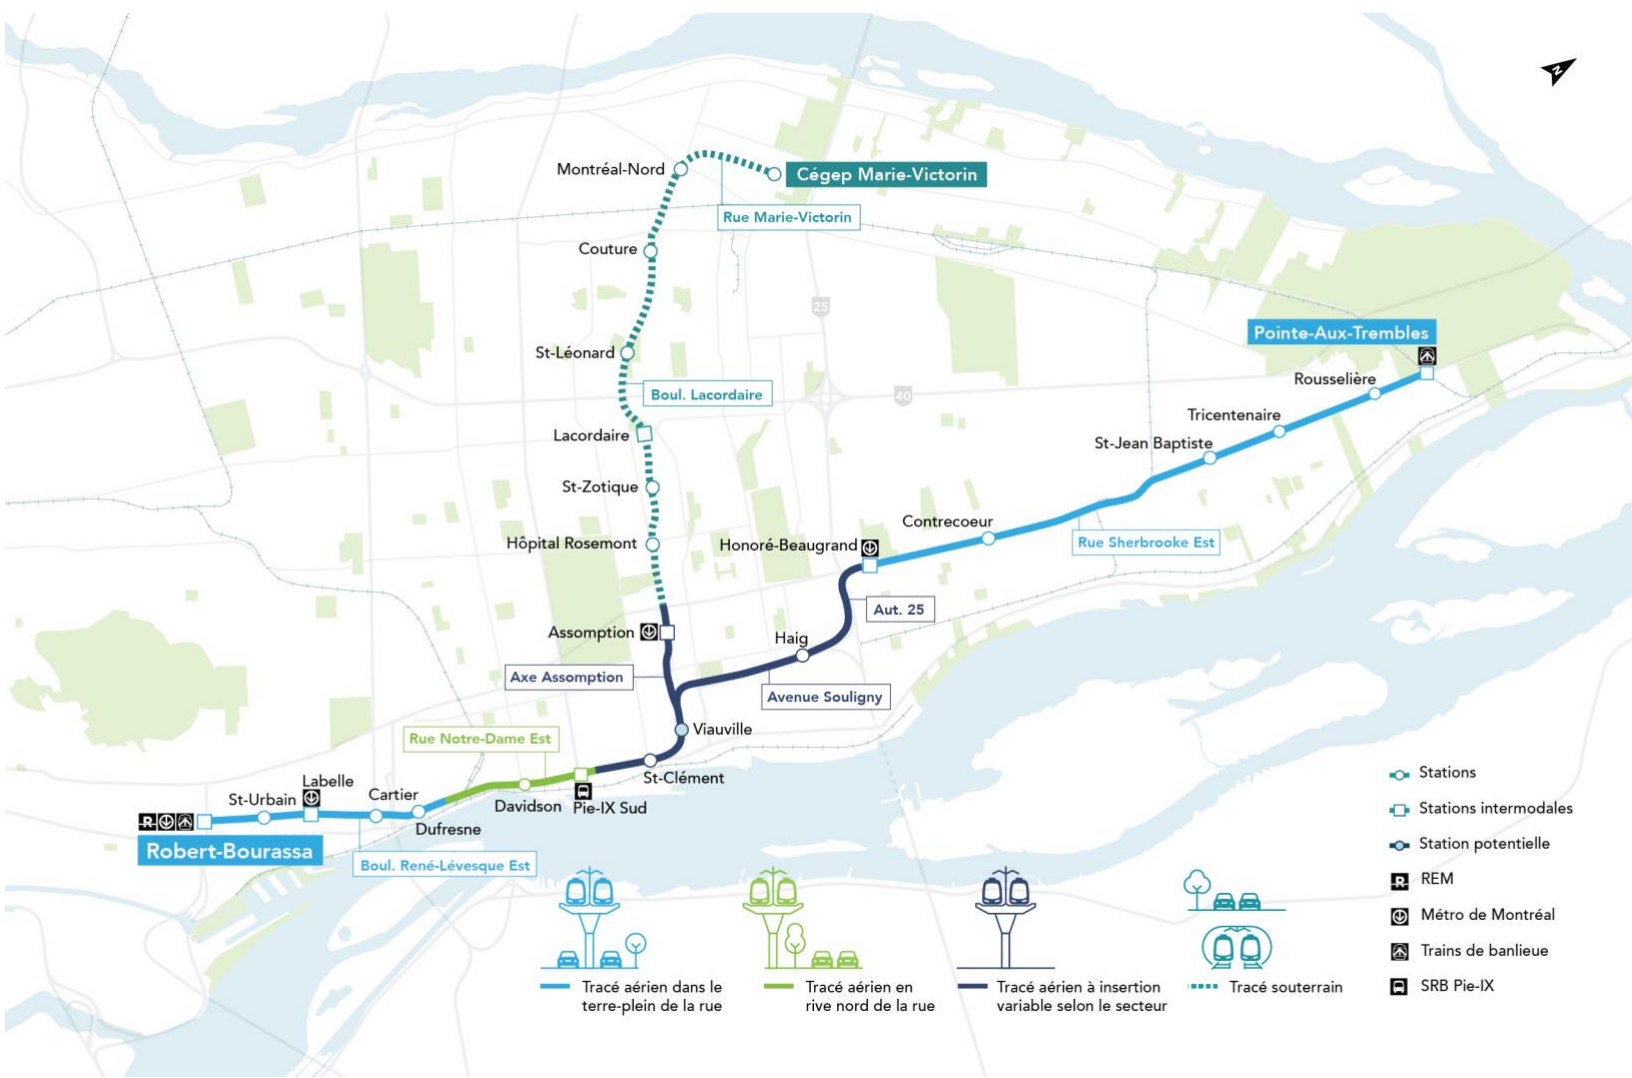 N
Montréal-Nord
Cégep Marie-Victorin
Rue Marie-Victorin
Couture
25
St-Léonard
Pointe-Aux-Trembles
Boul. Lacordaire
40
Rousselière
Tricentenaire
Lacordaire
St-Jean Baptiste
St-Zotique
Contrecoeur
Hôpital Rosemont
Honoré-Beaugrand
Rue Sherbrooke Est
Aut. 25
Assomption
Haig
Axe Assomption
Avenue Souligny
Viauville
Rue Notre-Dame Est
St-Clément
Labelle
St-Urbain
Cartier
Davidson
Pie-IX Sud
Dufresne
R
Robert-Bourassa
Boul. René-Lévesque Est
Stations
Stations intermodales
Station potentielle
R REM
Métro de Montréal
Trains de banlieue
SRB Pie-IX
Tracé aérien dans le
terre-plein de la rue
Tracé aérien en
rive nord de la rue
Tracé aérien à insertion
variable selon le secteur
Tracé souterrain